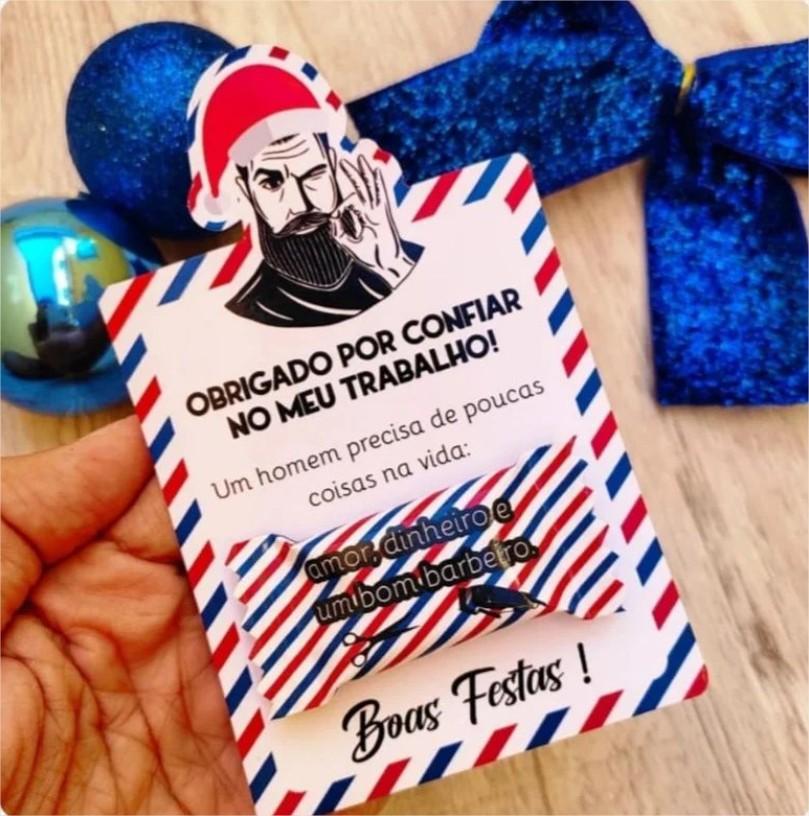 OBRIGADO POR CONFIAR
NO MEU TRABALHO!
Um homem precisa de poucas
coisas na vida:
amor, dinheiro e
um bom barbeiro.
Boas Festas !